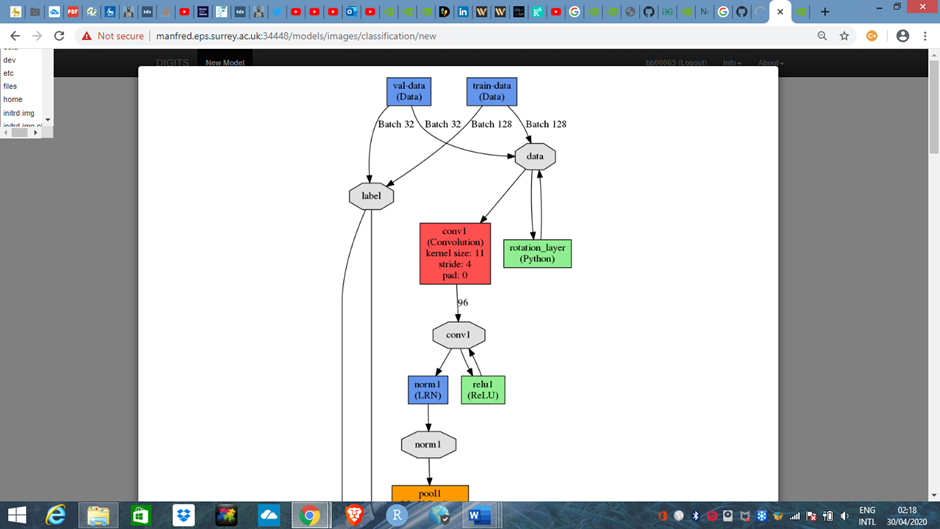 Not secure
manfred.eps.surrey.ac.uk:34448/models/images/classification/new
DIGITS
New Model
(Logout)
Info
About
dev
etc
files
home
initrd.img
val-data
(Data)
train-data
(Data)
Batch 32
Batch 32
Batch 128
Batch 128
data
label
conv1
(Convolution)
kernel size: 11
stride: 4
pad: 0
rotation_layer
(Python)
96
conv1
norm1
(LRN)
relu1
(ReLU)
norm1
pool1
ENG
INTL
02:18
30/04/2020